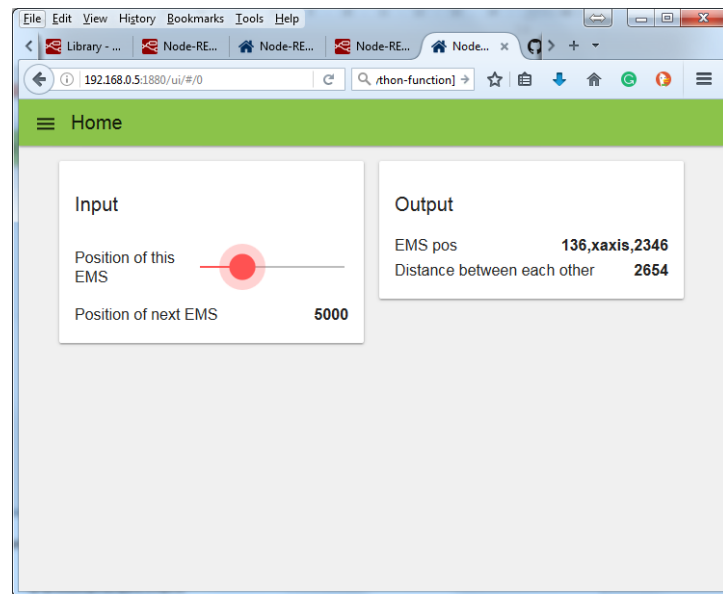 File Edit View History Bookmarks Tools Help
Library - ... Node-RE... Node-RE... Node-RE... Node... ×
192.168.0.5:1880/ui/#/0 thon-function]
Home
Input
Position of this
EMS
Position of next EMS 5000
Output
EMS pos 136,xaxis,2346
Distance between each other 2654